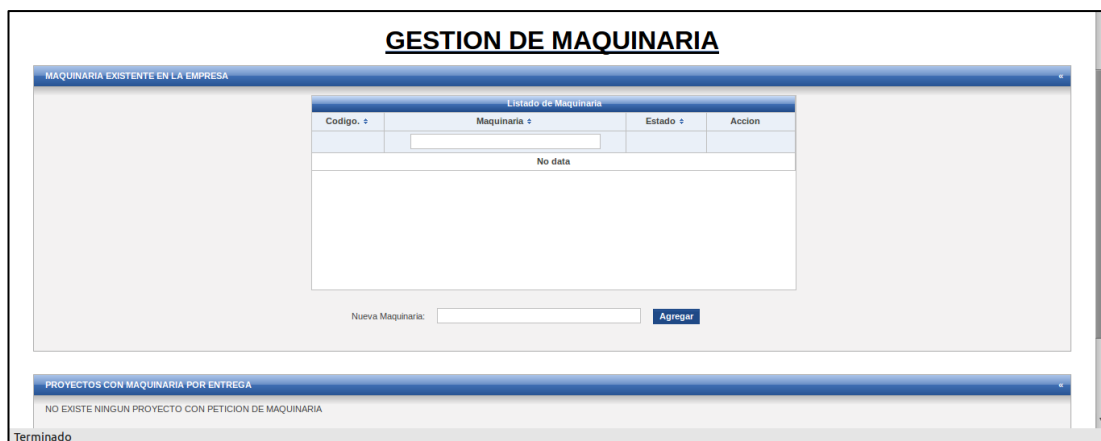 GESTION DE MAQUINARIA
MAQUINARIA EXISTENTE EN LA EMPRESA «
Listado de Maquinaria
Codigo. Maquinaria Estado Accion
No data
Nueva Maquinaria: Agregar
PROYECTOS CON MAQUINARIA POR ENTREGA «
NO EXISTE NINGUN PROYECTO CON PETICION DE MAQUINARIA
Terminado